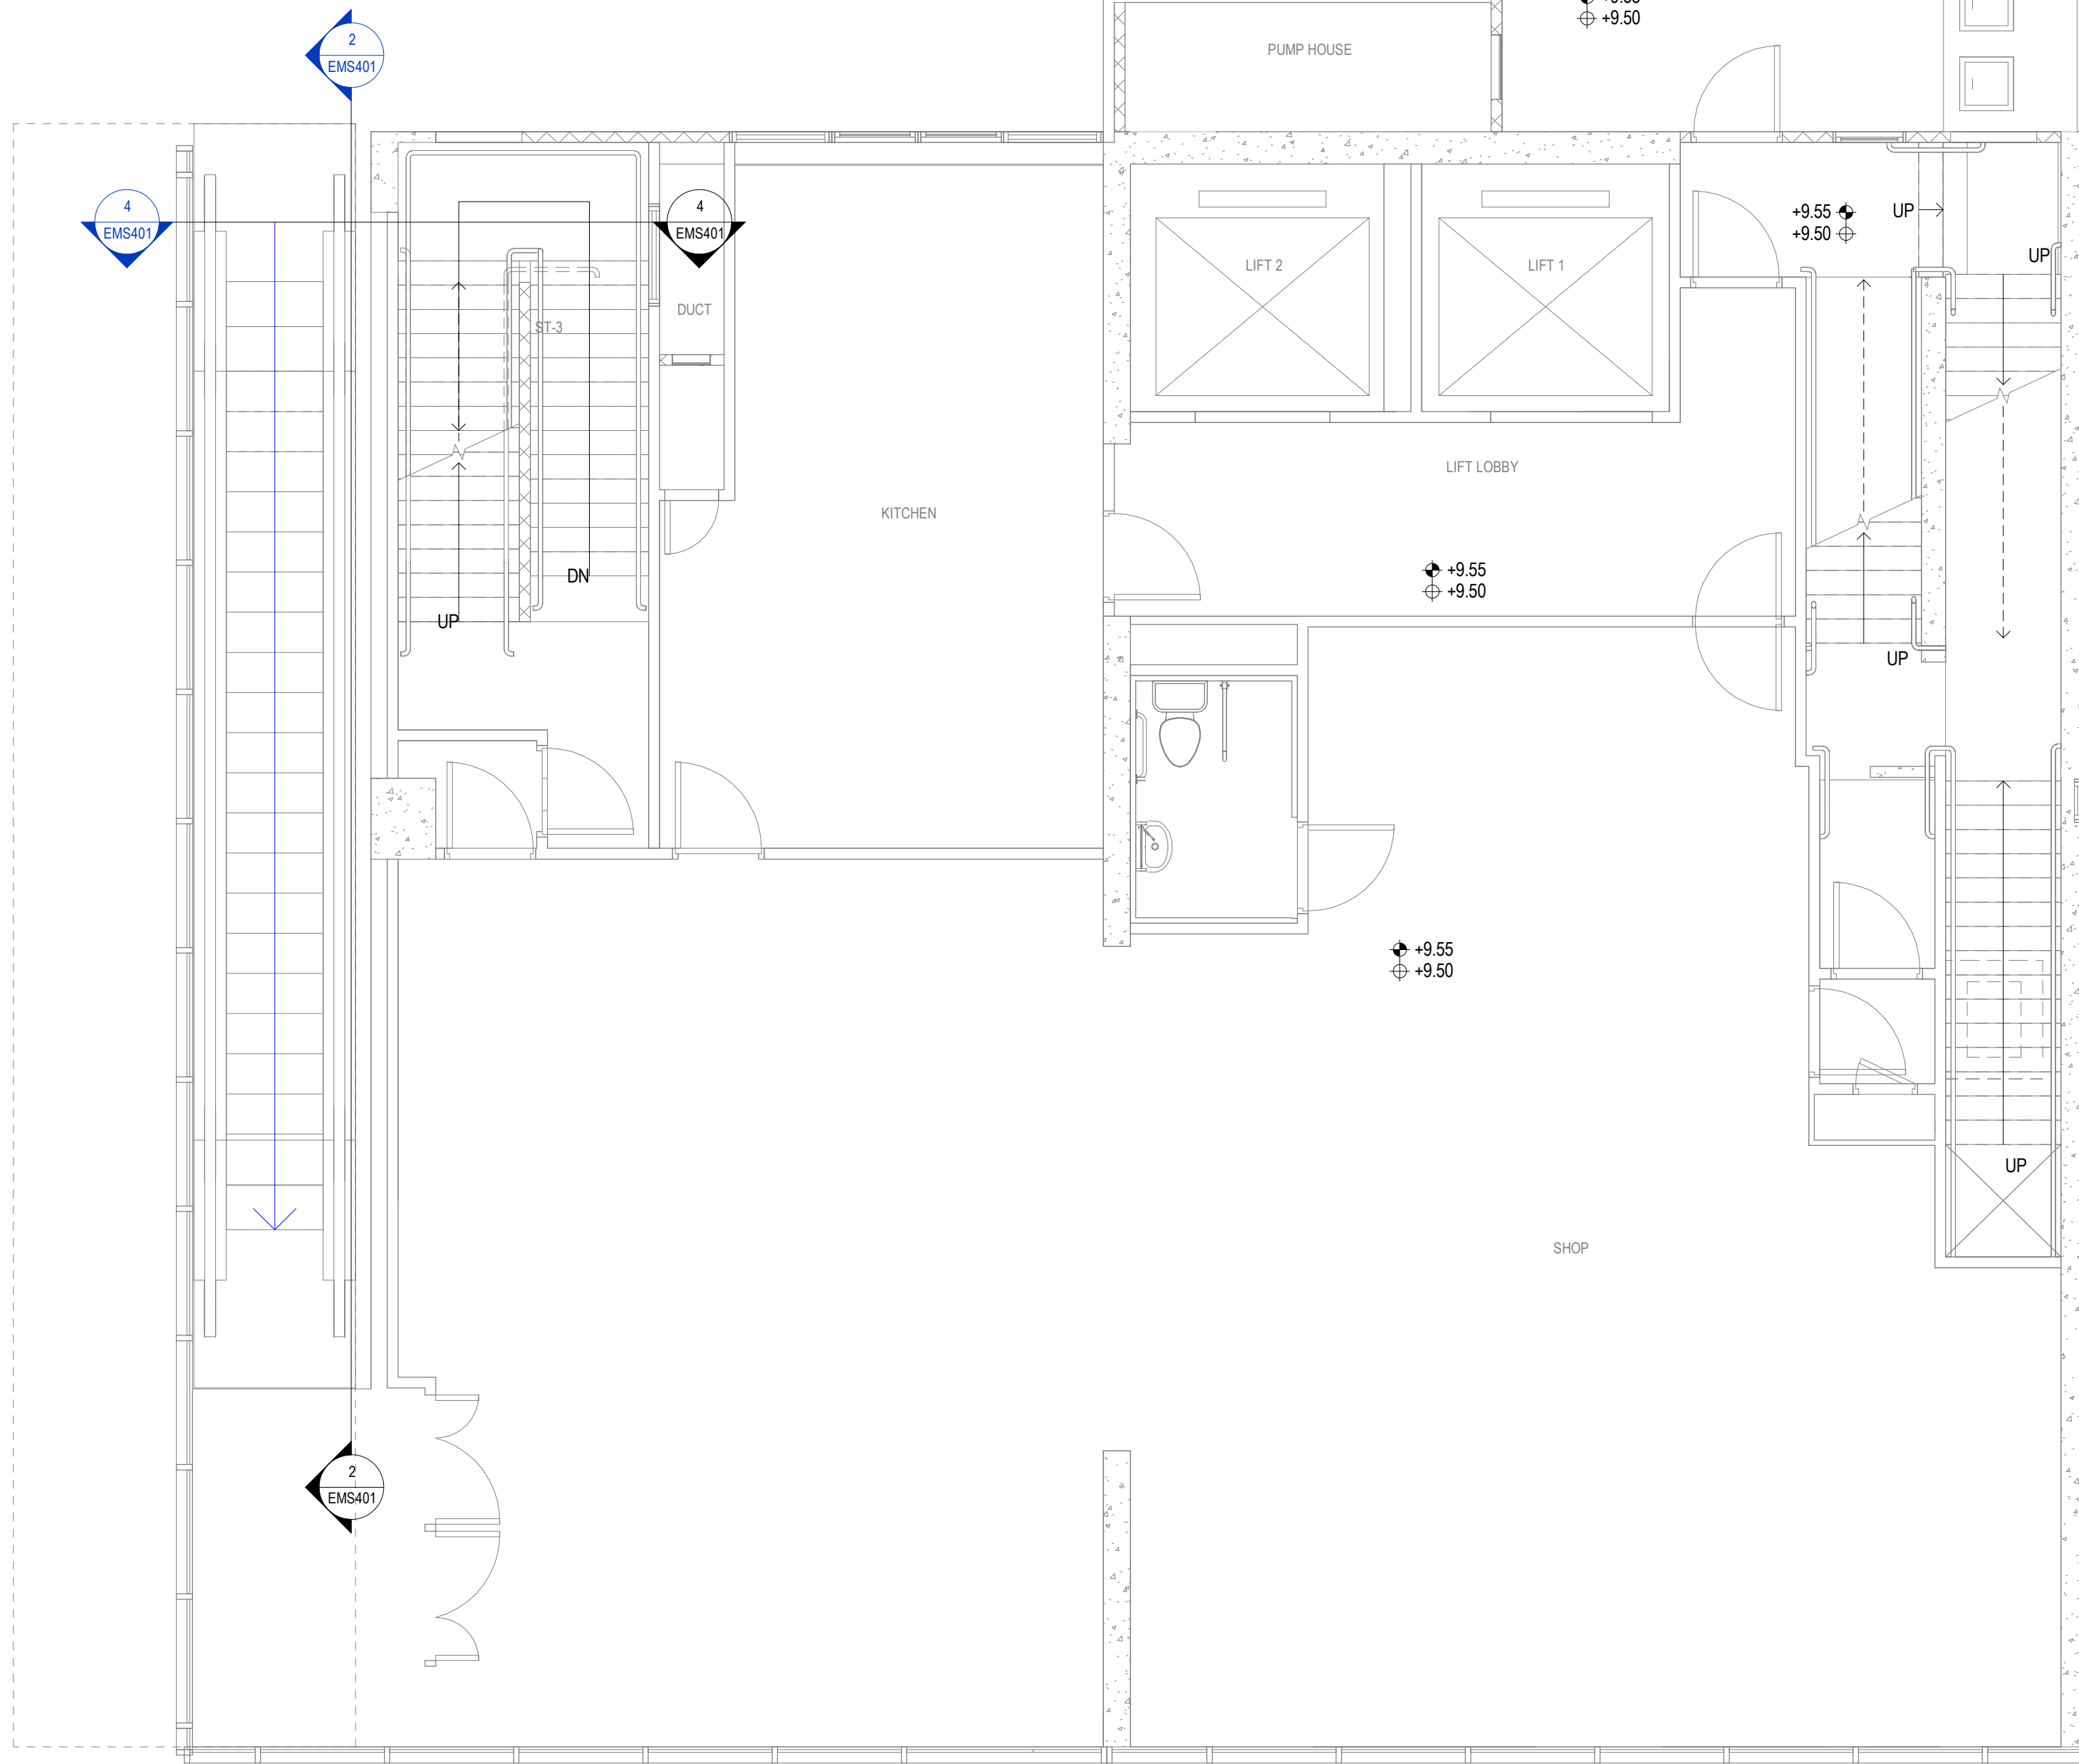 +9.50
2
EMS401
PUMP HOUSE
4
EMS401
4
EMS401
+9.55
+9.50
UP
UP
LIFT 2
LIFT 1
DUCT
ST-3
LIFT LOBBY
KITCHEN
+9.55
+9.50
DN
UP
UP
+9.55
+9.50
UP
SHOP
2
EMS401